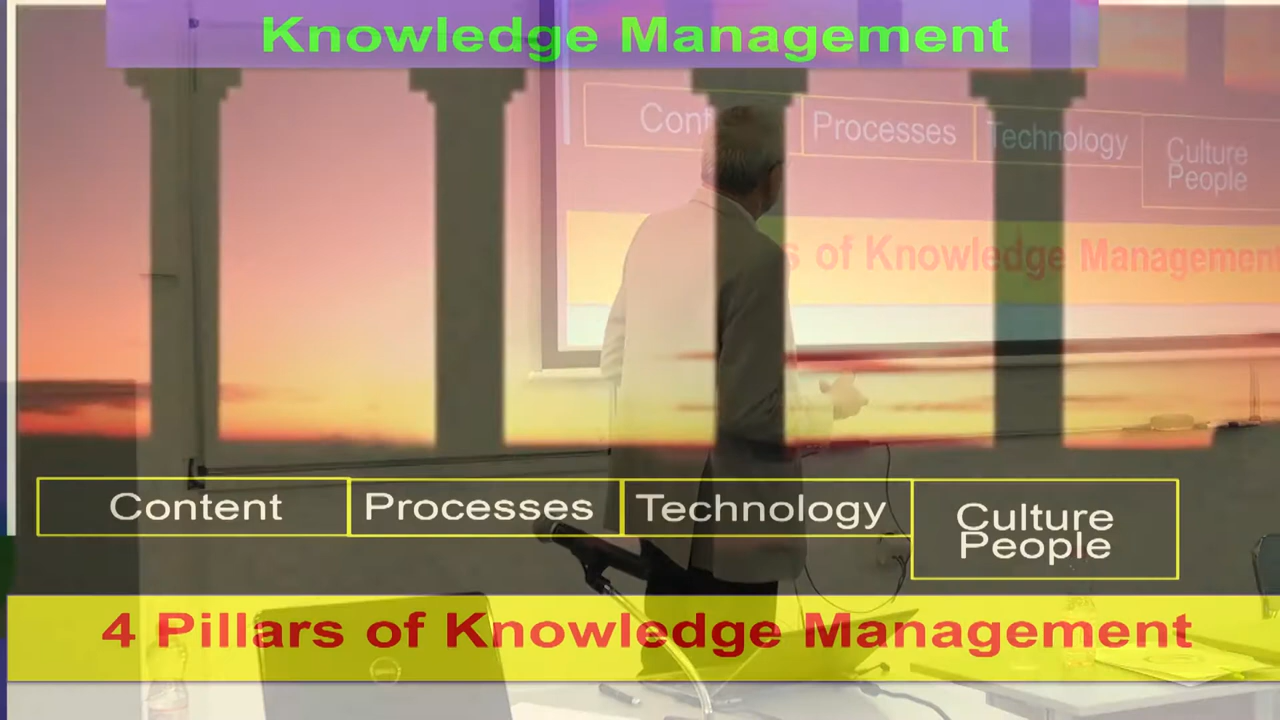 Knowledge Management
Cont
Processes
Technology
Culture
People
s of Knowledge Management
Content
Processes
Technology
Culture
People
4 Pillars of Knowledge Management